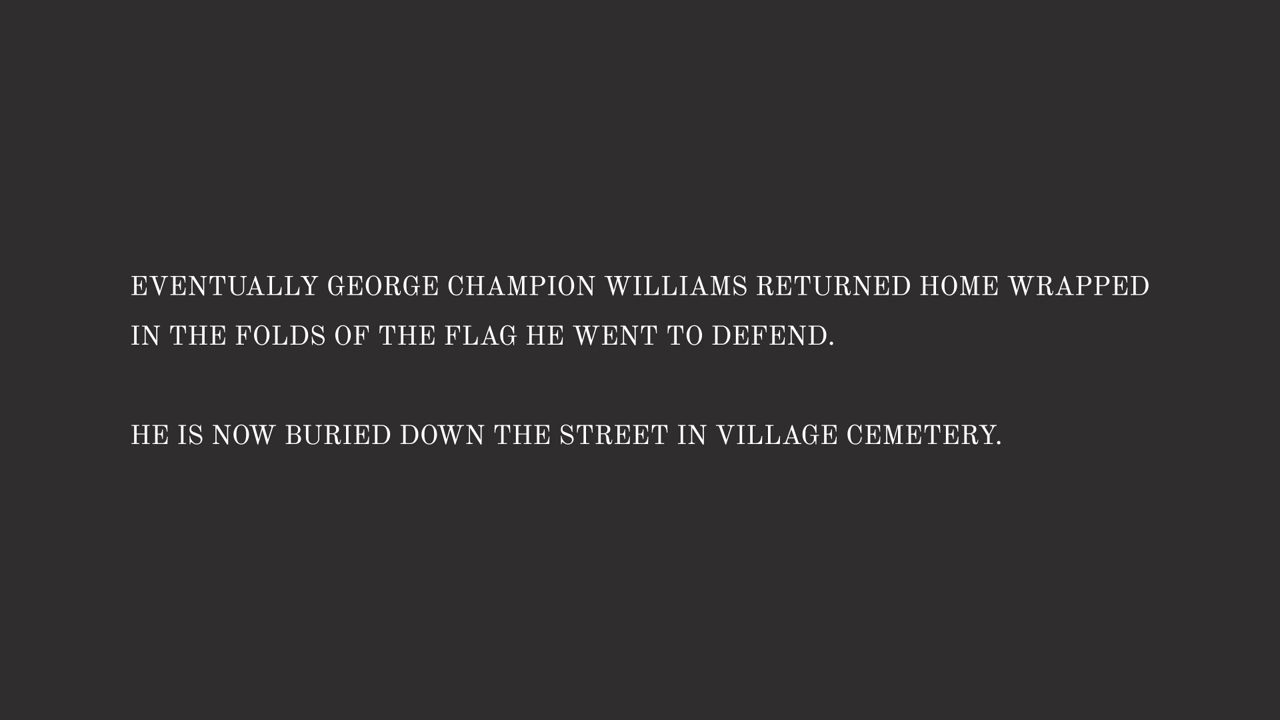 EVENTUALLY GEORGE CHAMPION WILLIAMS RETURNED HOME WRAPPED
IN THE FOLDS OF THE FLAG HE WENT TO DEFEND.
HE IS NOW BURIED DOWN THE STREET IN VILLAGE CEMETERY.